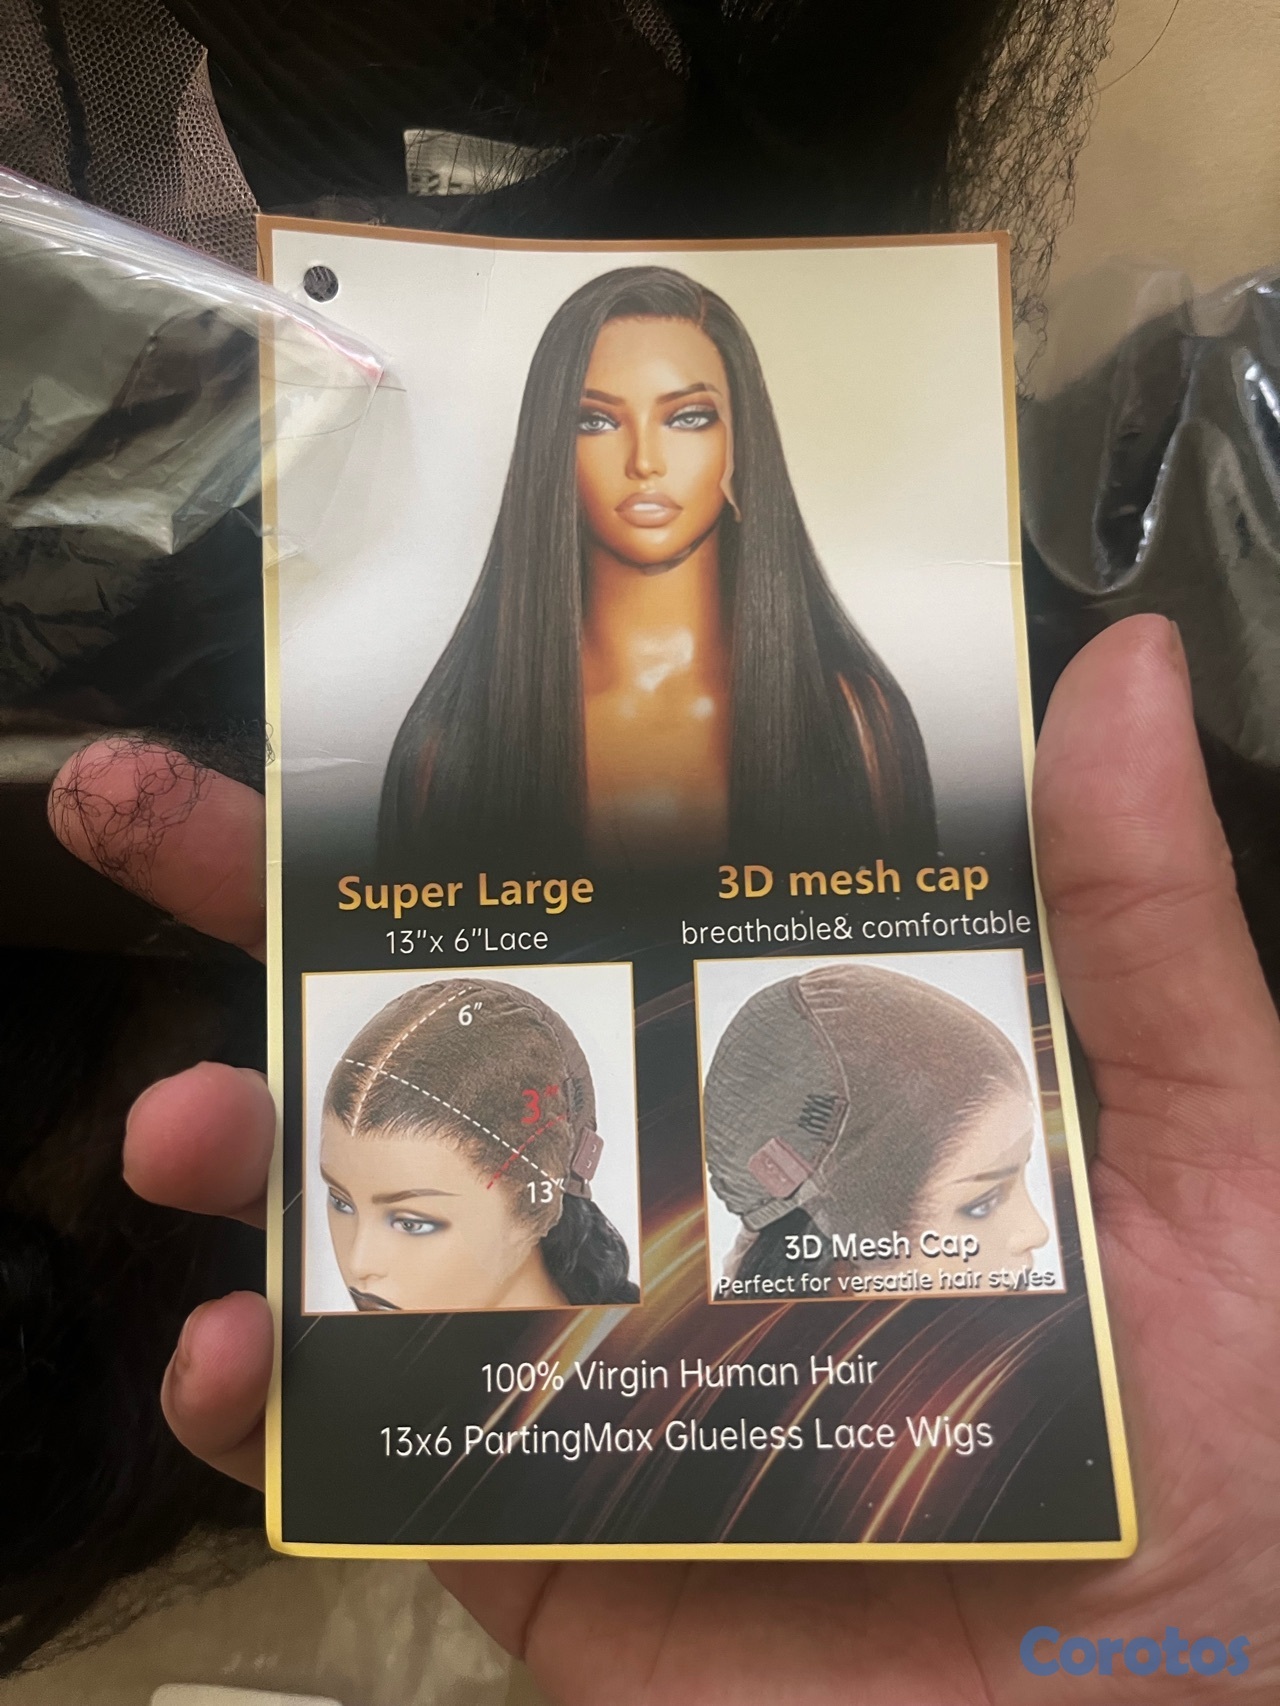 Super Large
13"x 6"Lace
3D mesh cap
breathable& comfortable
6"
3"
13"
3D Mesh Cap
Perfect for versatile hair styles
100% Virgin Human Hair
13x6 PartingMax Glueless Lace Wigs
Corotos